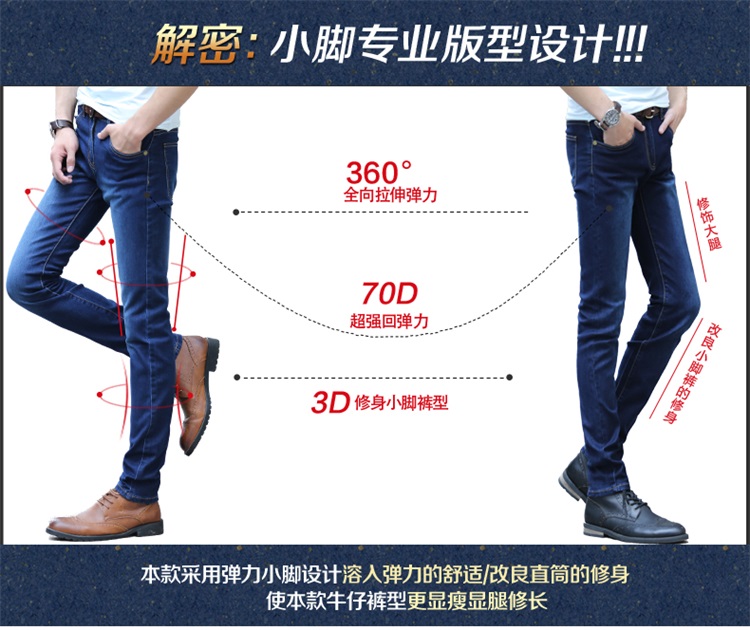 解密：小脚专业版型设计!!!
360°
全向拉伸弹力
修饰大腿
70D
超强回弹力
改良小脚裤的修身
3D 修身小脚裤型
本款采用弹力小脚设计溶入弹力的舒适/改良直筒的修身
使本款牛仔裤型更显瘦显腿修长